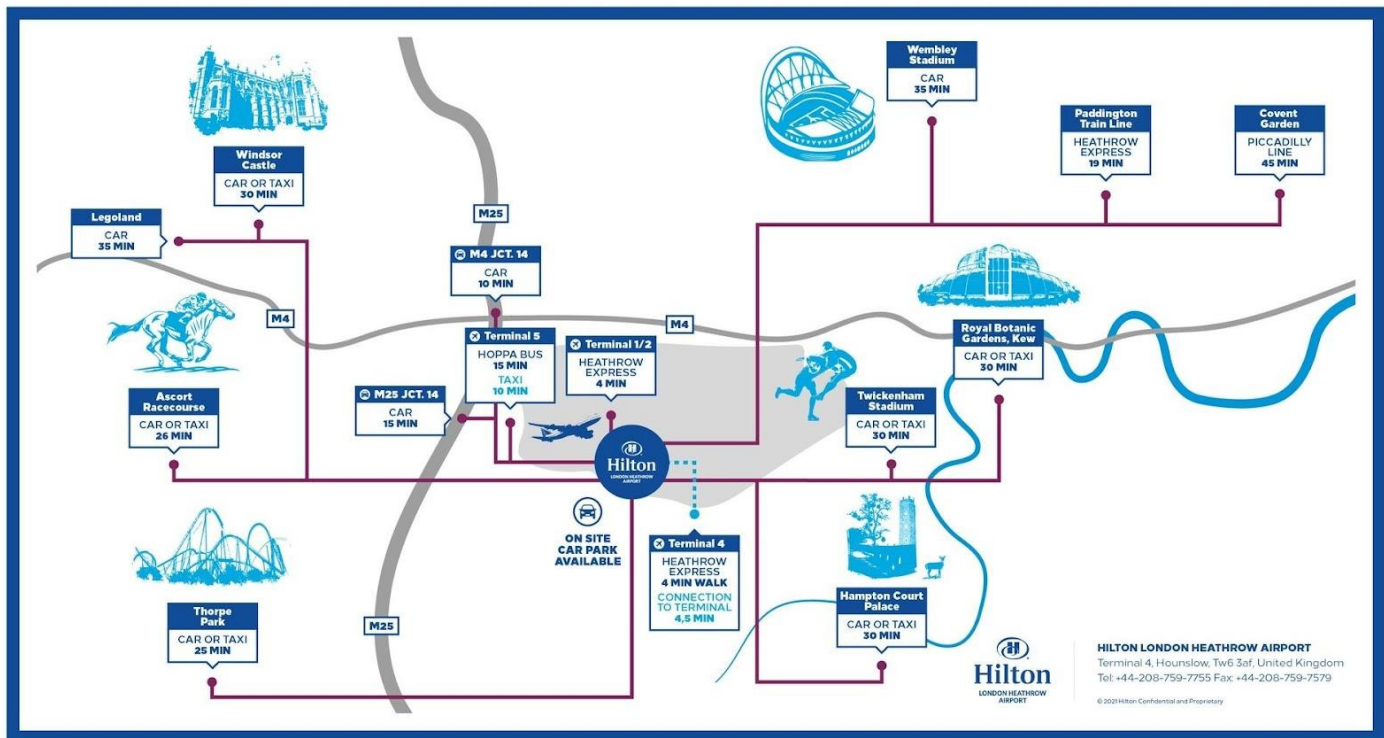 Wembley
Stadium
CAR
35 MIN
Paddington
Train Line
HEATHROW
EXPRESS
19 MIN
Covent
Garden
PICCADILLY
LINE
45 MIN
Windsor
Castle
CAR OR TAXI
30 MIN
Legoland
CAR
35 MIN
M25
M4 JCT. 14
CAR
10 MIN
M4
M4
Terminal 5
HOPPA BUS
15 MIN
TAXI
10 MIN
Terminal 1/2
HEATHROW
EXPRESS
4 MIN
Royal Botanic
Gardens, Kew
CAR OR TAXI
30 MIN
Ascort
Racecourse
CAR OR TAXI
26 MIN
M25 JCT. 14
CAR
15 MIN
Twickenham
Stadium
CAR OR TAXI
30 MIN
H
Hilton
LONDON HEATHROW
AIRPORT
ON SITE
CAR PARK
AVAILABLE
Terminal 4
HEATHROW
EXPRESS
4 MIN WALK
CONNECTION
TO TERMINAL
4,5 MIN
Thorpe
Park
CAR OR TAXI
25 MIN
M25
Hampton Court
Palace
CAR OR TAXI
30 MIN
H
Hilton
LONDON HEATHROW
AIRPORT
HILTON LONDON HEATHROW AIRPORT
Terminal 4, Hounslow, Tw6 3af, United Kingdom
Tel: +44-208-759-7755 Fax: +44-208-759-7579
© 2021 Hilton Confidential and Proprietary